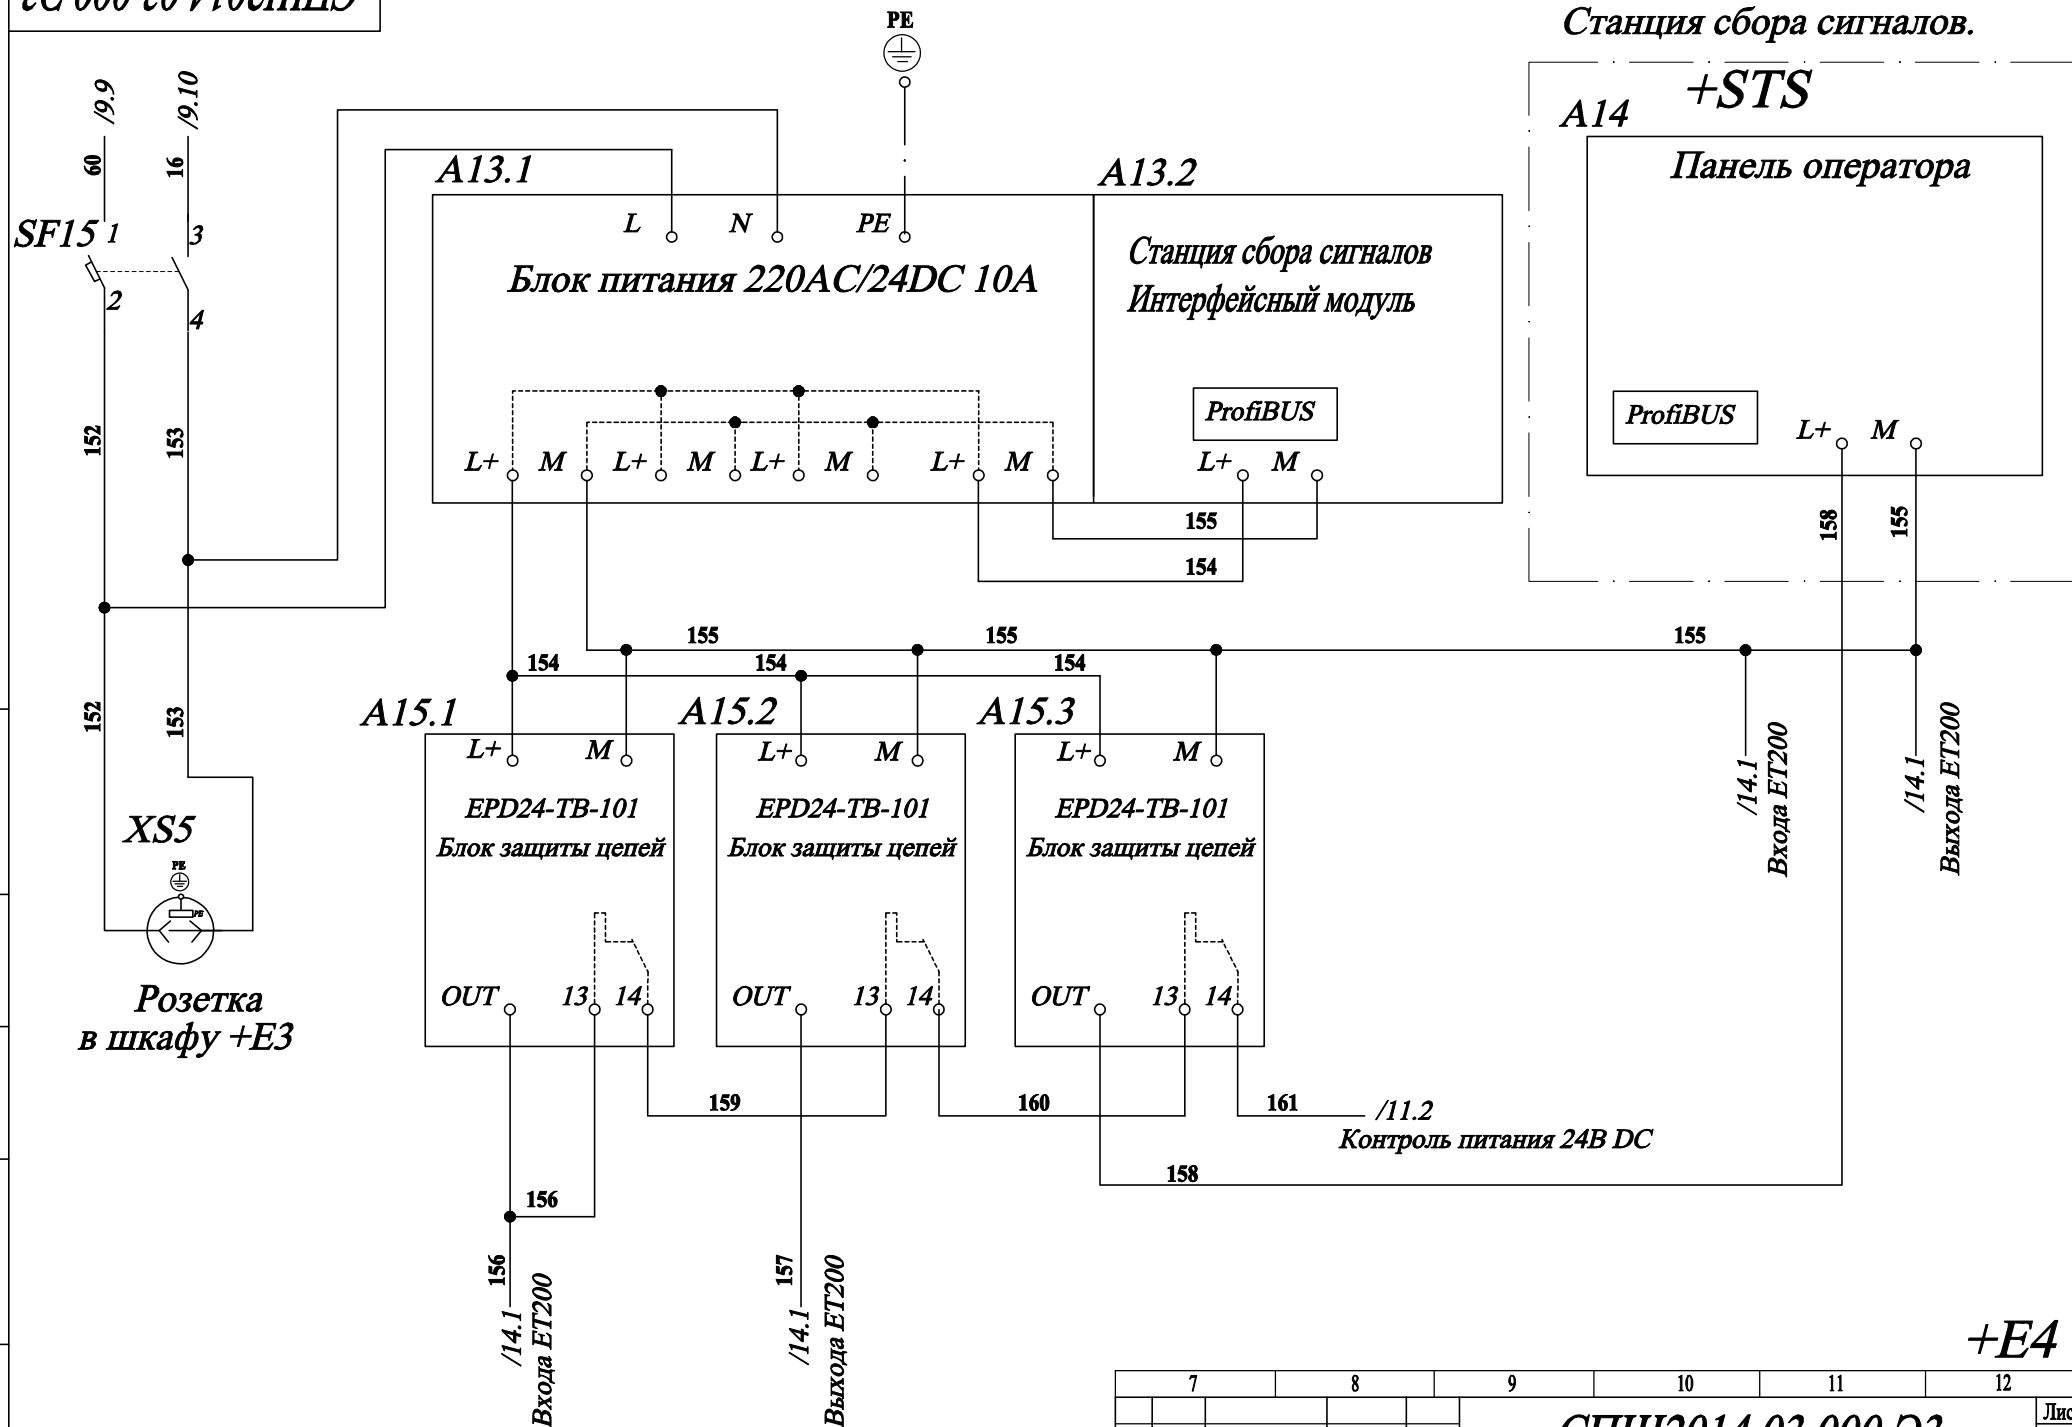 Станция сбора сигналов.
PE
/9.9
/9.10
+STS
A14
Панель оператора
60
16
A13.1
A13.2
SF15
1
3
2
4
L
N
PE
Блок питания 220AC/24DC 10A
Станция сбора сигналов
Интерфейсный модуль
ProfiBUS
ProfiBUS
L+
M
L+
M
L+
M
L+
M
L+
M
L+
M
152
153
155
154
158
155
155
155
155
154
154
154
152
153
A15.1
A15.2
A15.3
L+
M
L+
M
L+
M
EPD24-TB-101
Блок защиты цепей
EPD24-TB-101
Блок защиты цепей
EPD24-TB-101
Блок защиты цепей
/14.1
Входа ET200
/14.1
Выхода ET200
XS5
PE
PE
Розетка
в шкафу +E3
OUT
13
14
OUT
13
14
OUT
13
14
159
160
161
/11.2
Контроль питания 24В DC
158
156
156
157
/14.1
Входа ET200
/14.1
Выхода ET200
+E4
7
8
9
10
11
12